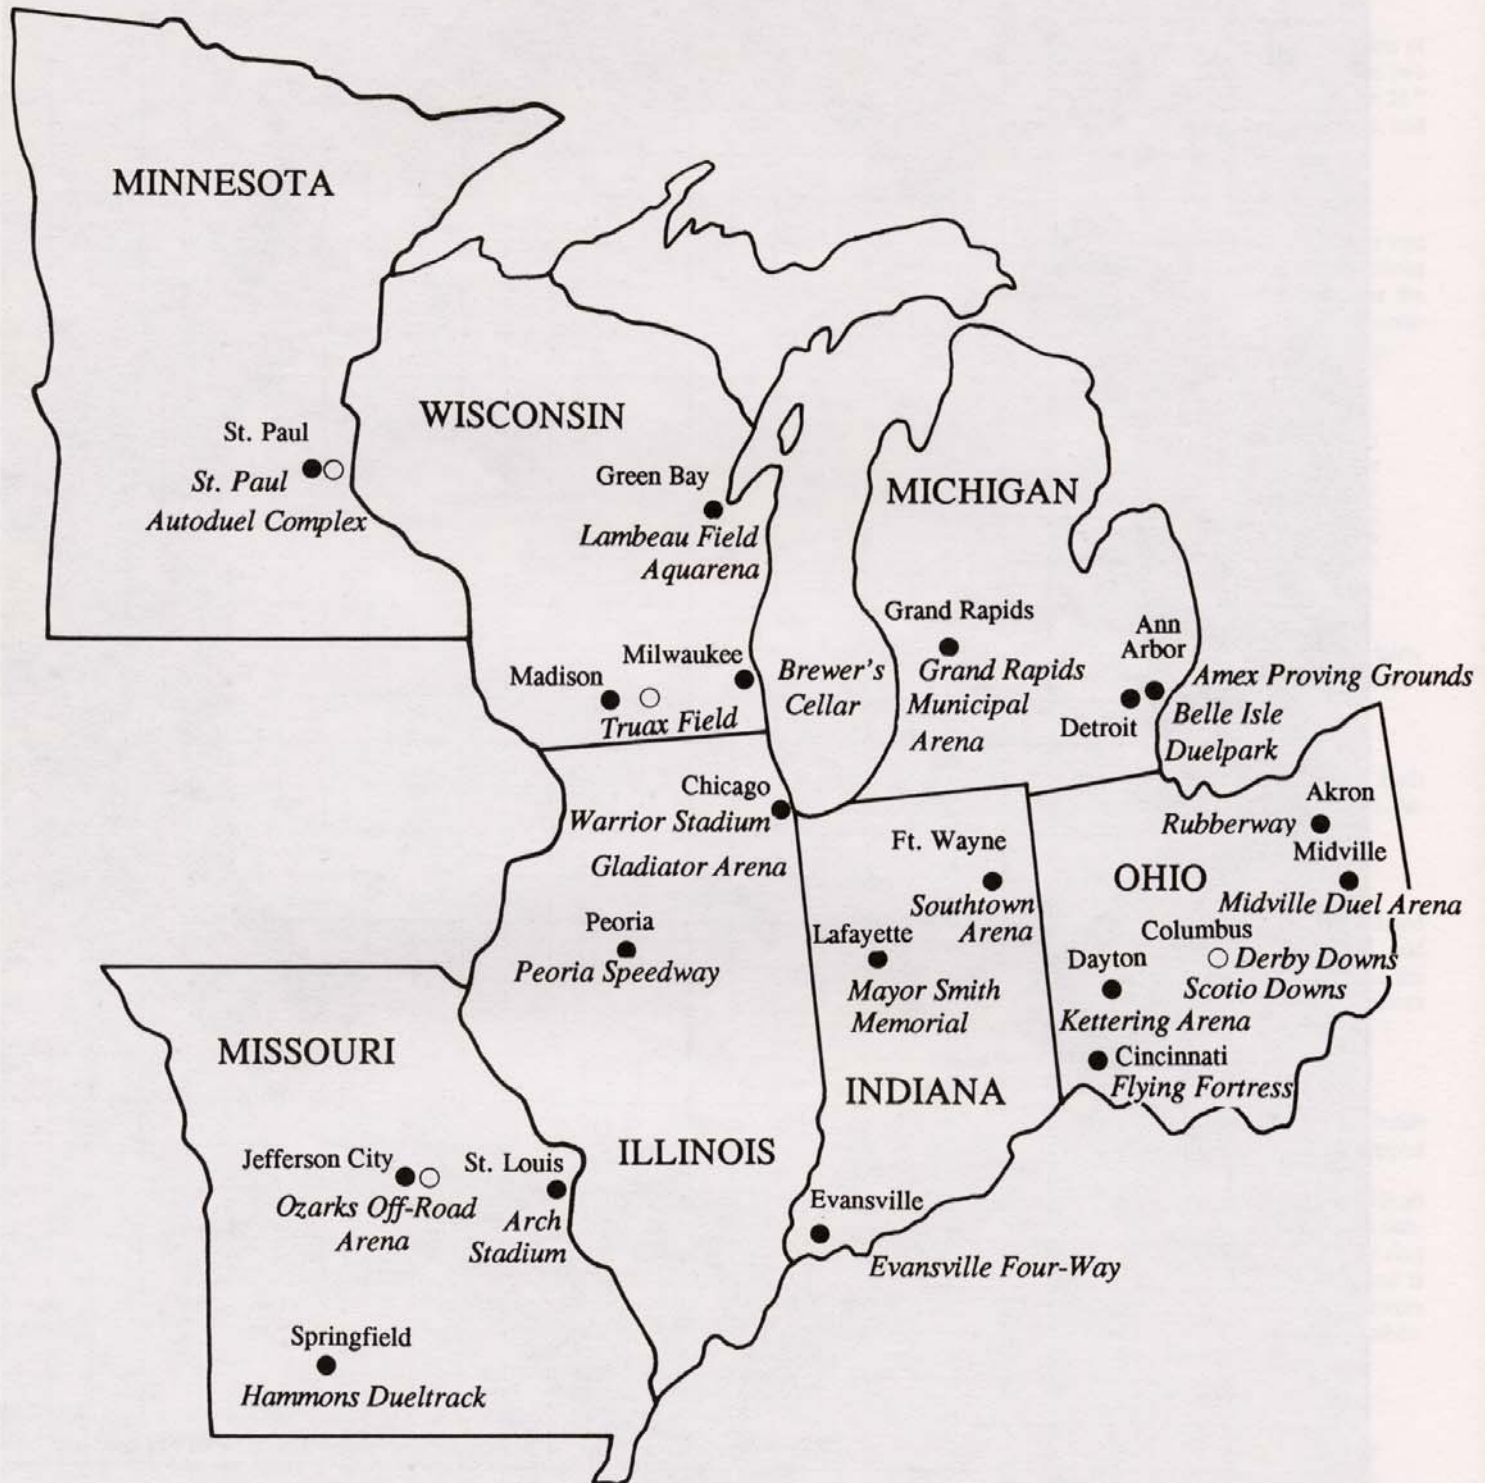 MINNESOTA
WISCONSIN
St. Paul
St. Paul
Autoduel Complex
Green Bay
Lambeau Field
Aquarena
MICHIGAN
Madison
Milwaukee
Truax Field
Brewer's
Cellar
Grand Rapids
Grand Rapids
Municipal
Arena
Ann
Arbor
Amex Proving Grounds
Detroit
Belle Isle
Duelpark
Chicago
Warrior Stadium
Gladiator Arena
Peoria
Peoria Speedway
ILLINOIS
Ft. Wayne
Southtown
Arena
Lafayette
Mayor Smith
Memorial
INDIANA
Evansville
Evansville Four-Way
Akron
Rubberway
Midville
OHIO
Midville Duel Arena
Columbus
Derby Downs
Scotio Downs
Dayton
Kettering Arena
Cincinnati
Flying Fortress
MISSOURI
Jefferson City
Ozarks Off-Road
Arena
St. Louis
Arch
Stadium
Springfield
Hammons Dueltrack